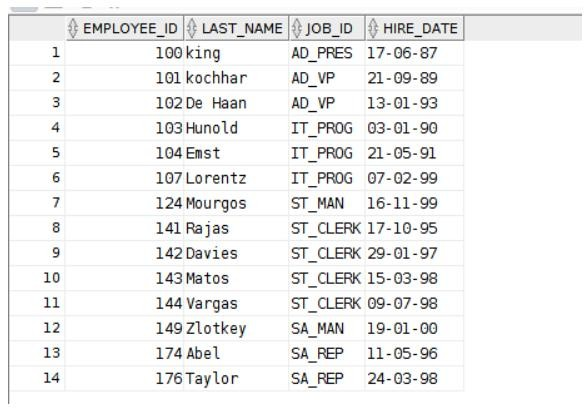 EMPLOYEE_ID LAST_NAME JOB_ID HIRE_DATE
1 100 king AD_PRES 17-06-87
2 101 kochhar AD_VP 21-09-89
3 102 De Haan AD_VP 13-01-93
4 103 Hunold IT_PROG 03-01-90
5 104 Emst IT_PROG 21-05-91
6 107 Lorentz IT_PROG 07-02-99
7 124 Mourgos ST_MAN 16-11-99
8 141 Rajas ST_CLERK 17-10-95
9 142 Davies ST_CLERK 29-01-97
10 143 Matos ST_CLERK 15-03-98
11 144 Vargas ST_CLERK 09-07-98
12 149 Zlotkey SA_MAN 19-01-00
13 174 Abel SA_REP 11-05-96
14 176 Taylor SA_REP 24-03-98